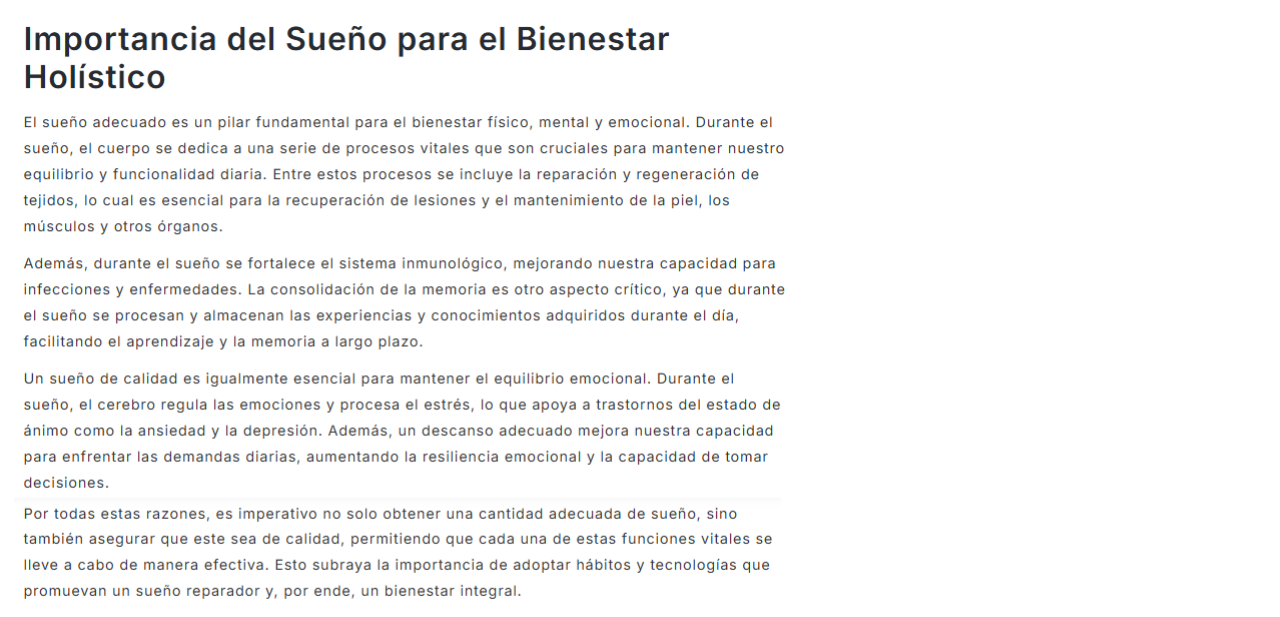 Importancia del Sueño para el Bienestar
Holístico
El sueño adecuado es un pilar fundamental para el bienestar físico, mental y emocional. Durante el
sueño, el cuerpo se dedica a una serie de procesos vitales que son cruciales para mantener nuestro
equilibrio y funcionalidad diaria. Entre estos procesos se incluye la reparación y regeneración de
tejidos, lo cual es esencial para la recuperación de lesiones y el mantenimiento de la piel, los
músculos y otros órganos.
Además, durante el sueño se fortalece el sistema inmunológico, mejorando nuestra capacidad para
infecciones y enfermedades. La consolidación de la memoria es otro aspecto crítico, ya que durante
el sueño se procesan y almacenan las experiencias y conocimientos adquiridos durante el día,
facilitando el aprendizaje y la memoria a largo plazo.
Un sueño de calidad es igualmente esencial para mantener el equilibrio emocional. Durante el
sueño, el cerebro regula las emociones y procesa el estrés, lo que apoya a trastornos del estado de
ánimo como la ansiedad y la depresión. Además, un descanso adecuado mejora nuestra capacidad
para enfrentar las demandas diarias, aumentando la resiliencia emocional y la capacidad de tomar
decisiones.
Por todas estas razones, es imperativo no solo obtener una cantidad adecuada de sueño, sino
también asegurar que este sea de calidad, permitiendo que cada una de estas funciones vitales se
lleve a cabo de manera efectiva. Esto subraya la importancia de adoptar hábitos y tecnologías que
promuevan un sueño reparador y, por ende, un bienestar integral.